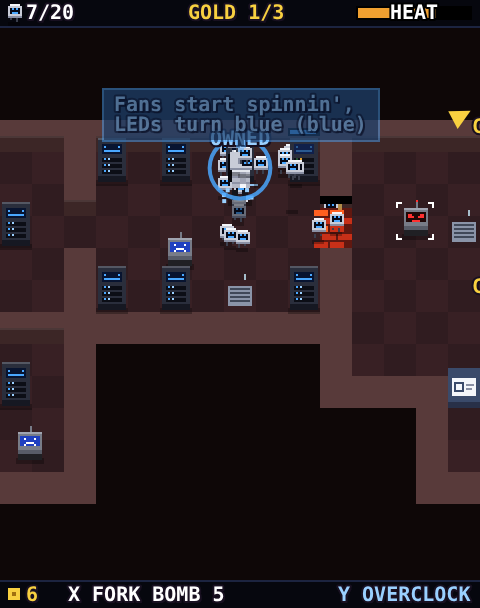 7/20 GOLD 1/3 HEAT
Fans start spinnin',
LEDs turn blue (blue)
OWNED
6 X FORK BOMB 5 Y OVERCLOCK